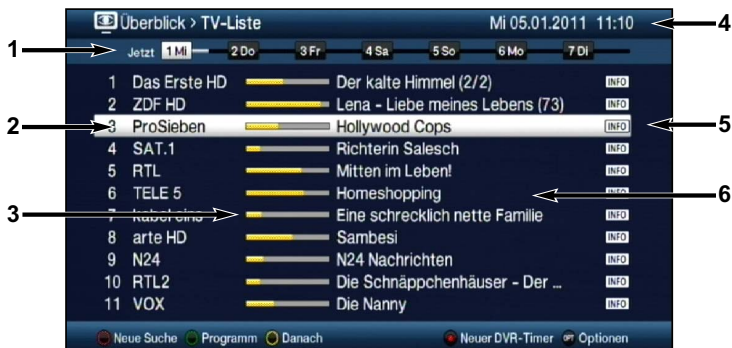 Überblick > TV-Liste Mi 05.01.2011 11:10
4
1
Jetzt 1 Mi 2 Do 3 Fr 4 Sa 5 So 6 Mo 7 Di
1 Das Erste HD Der kalte Himmel (2/2) INFO
2 ZDF HD Lena - Liebe meines Lebens (73) INFO
2
3 ProSieben Hollywood Cops INFO
5
4 SAT.1 Richterin Salesch INFO
5 RTL Mitten im Leben! INFO
6 TELE 5 Homeshopping INFO
6
3
7 kabel eins Eine schrecklich nette Familie INFO
8 arte HD Sambesi INFO
9 N24 N24 Nachrichten INFO
10 RTL2 Die Schnäppchenhäuser - Der ... INFO
11 VOX Die Nanny INFO
Neue Suche Programm Danach Neuer DVR-Timer OPT Optionen